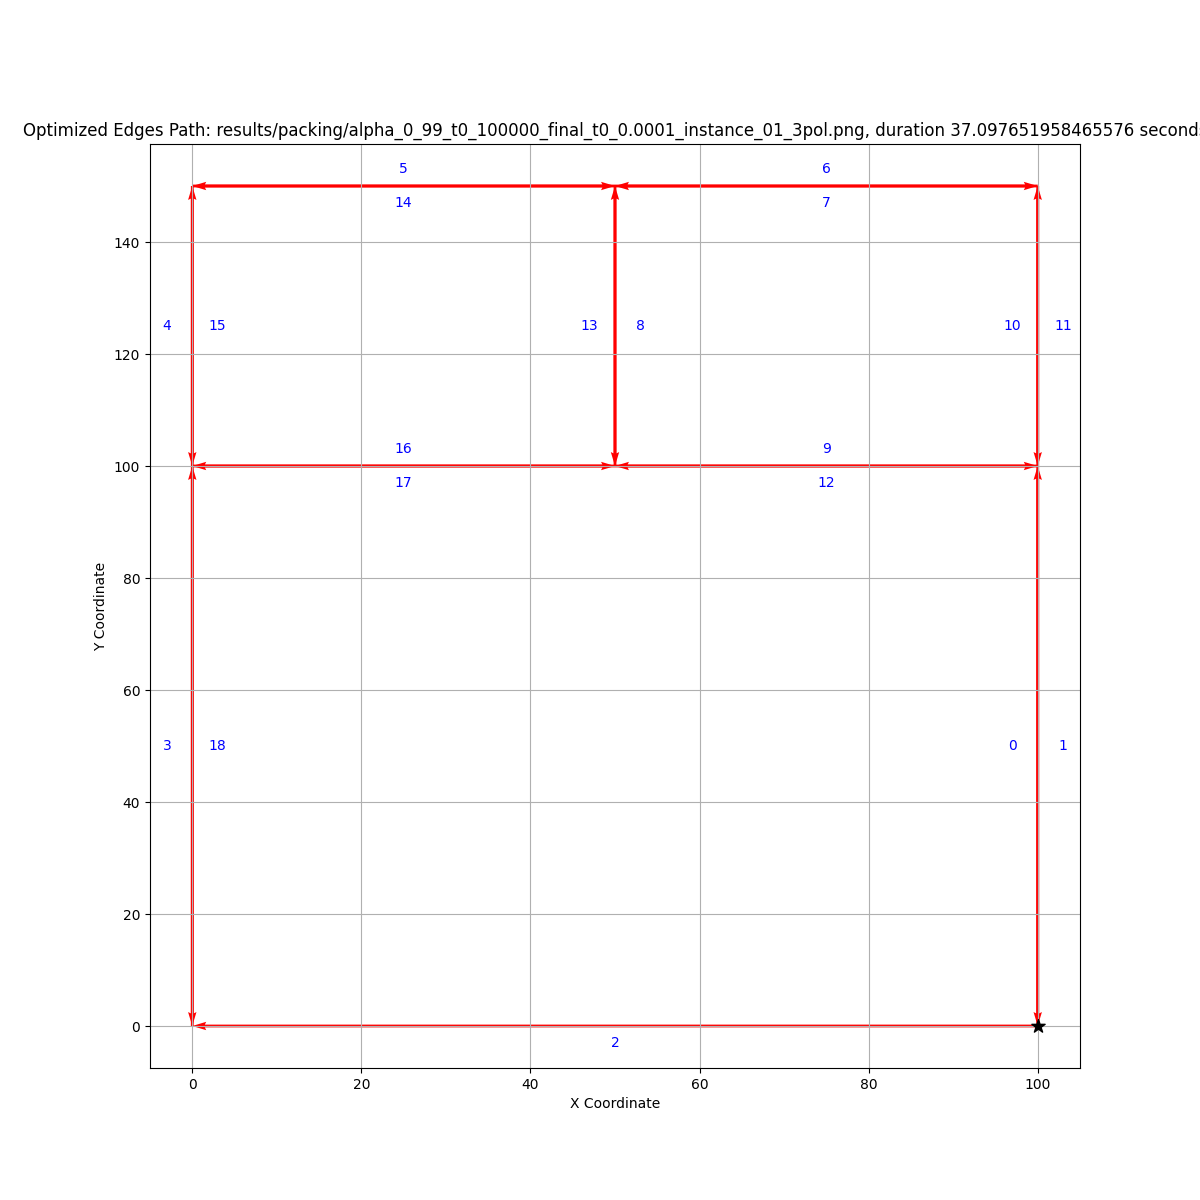 Optimized Edges Path: results/packing/alpha_0_99_t0_100000_final_t0_0.0001_instance_01_3pol.png, duration 37.097651958465576 second
5 6
14 7
140
4 15 13 8 10 11
120
16 9
100
17 12
80
Y Coordinate
60
3 18 0 1
40
20
0
2
0 20 40 60 80 100
X Coordinate